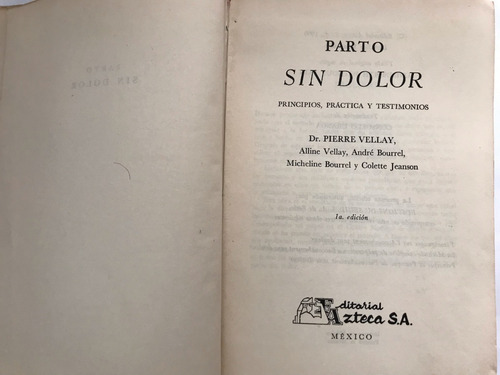 PARTO
SIN DOLOR
PRINCIPIOS, PRÁCTICA Y TESTIMONIOS
Dr. PIERRE VELLAY,
Alline Vellay, André Bourrel,
Micheline Bourrel y Colette Jeanson
1a. edición
Editorial
Azteca S.A.
MÉXICO